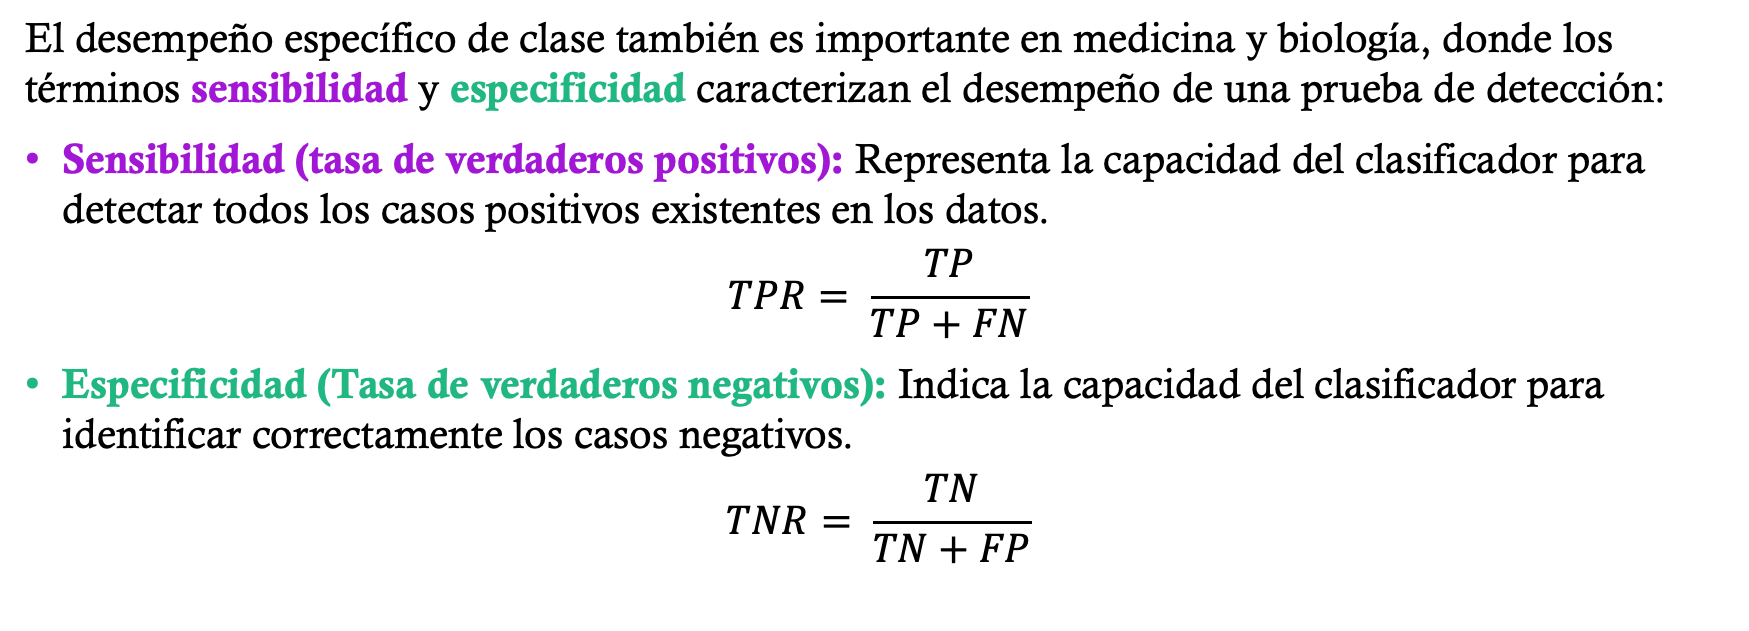 El desempeño específico de clase también es importante en medicina y biología, donde los
términos sensibilidad y especificidad caracterizan el desempeño de una prueba de detección:
• Sensibilidad (tasa de verdaderos positivos): Representa la capacidad del clasificador para
detectar todos los casos positivos existentes en los datos.
TPR = TP / (TP + FN)
• Especificidad (Tasa de verdaderos negativos): Indica la capacidad del clasificador para
identificar correctamente los casos negativos.
TNR = TN / (TN + FP)